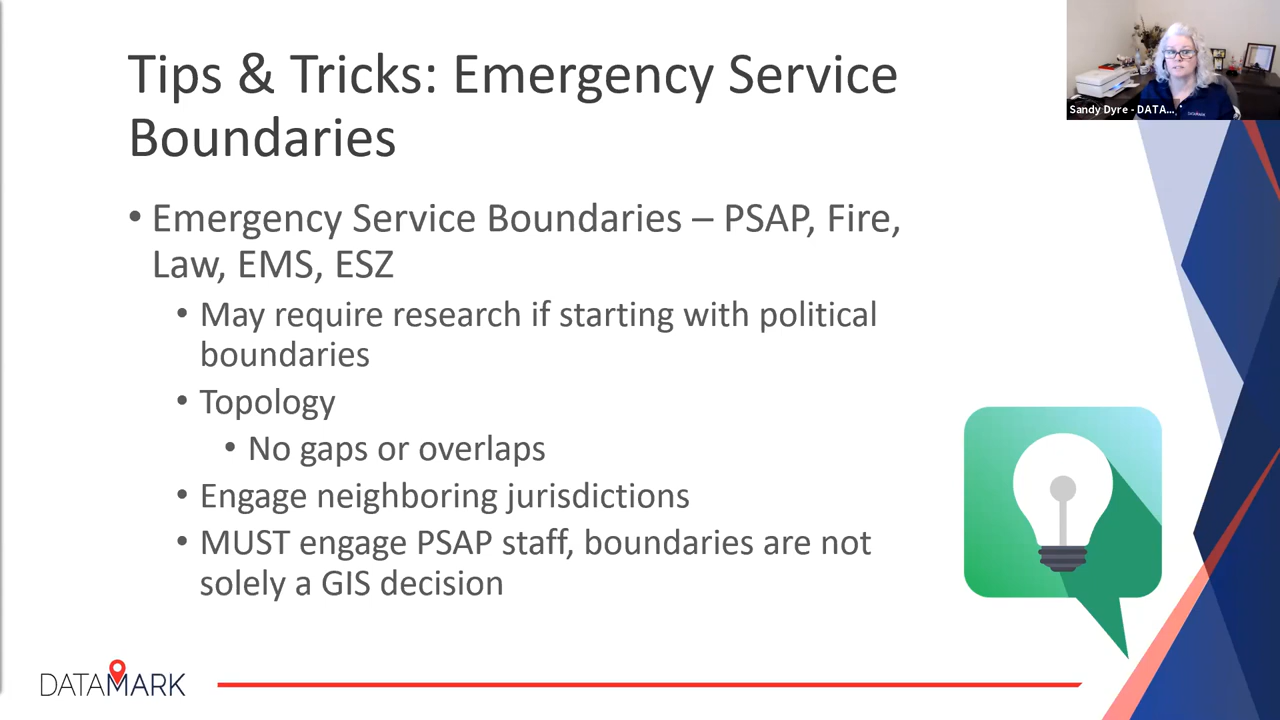 Tips & Tricks: Emergency Service
Boundaries
Sandy Dyre - DATA...
• Emergency Service Boundaries – PSAP, Fire,
Law, EMS, ESZ
• May require research if starting with political
boundaries
• Topology
• No gaps or overlaps
• Engage neighboring jurisdictions
• MUST engage PSAP staff, boundaries are not
solely a GIS decision
DATAMARK